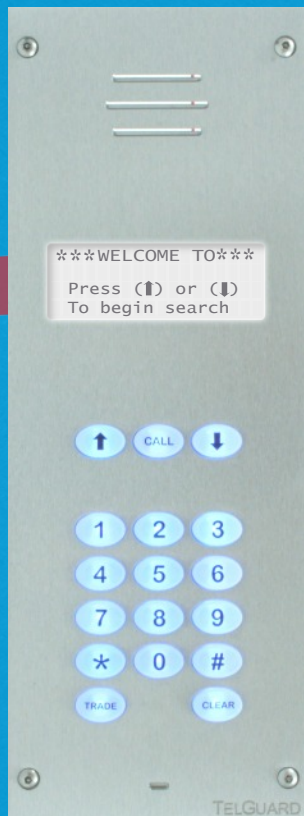 ***WELCOME TO***
Press (⬆) or (⬇)
To begin search
⬆ CALL ⬇
1 2 3
4 5 6
7 8 9
* 0 #
TRADE CLEAR
TELGUARD